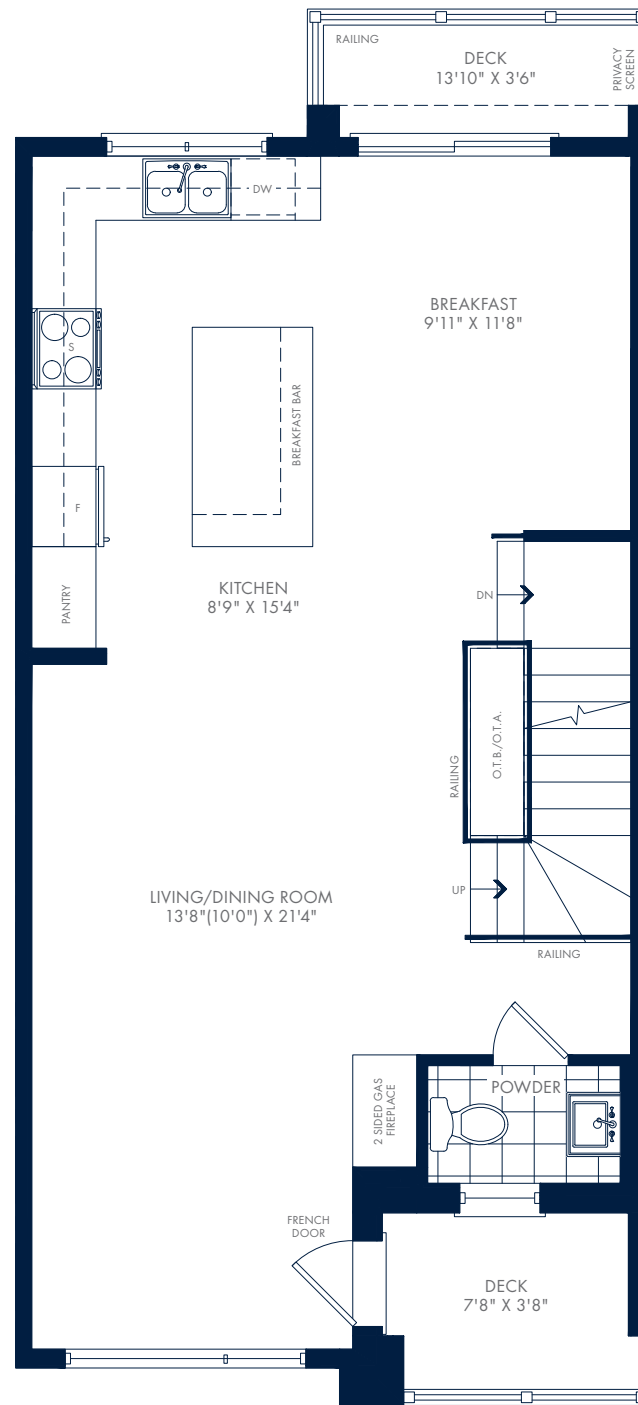 RAILING
DECK
13'10" X 3'6"
PRIVACY
SCREEN
DW
BREAKFAST
9'11" X 11'8"
S
BREAKFAST BAR
F
KITCHEN
8'9" X 15'4"
PANTRY
DN
O.T.B./O.T.A.
RAILING
UP
LIVING/DINING ROOM
13'8"(10'0") X 21'4"
RAILING
POWDER
2 SIDED GAS
FIREPLACE
FRENCH
DOOR
DECK
7'8" X 3'8"